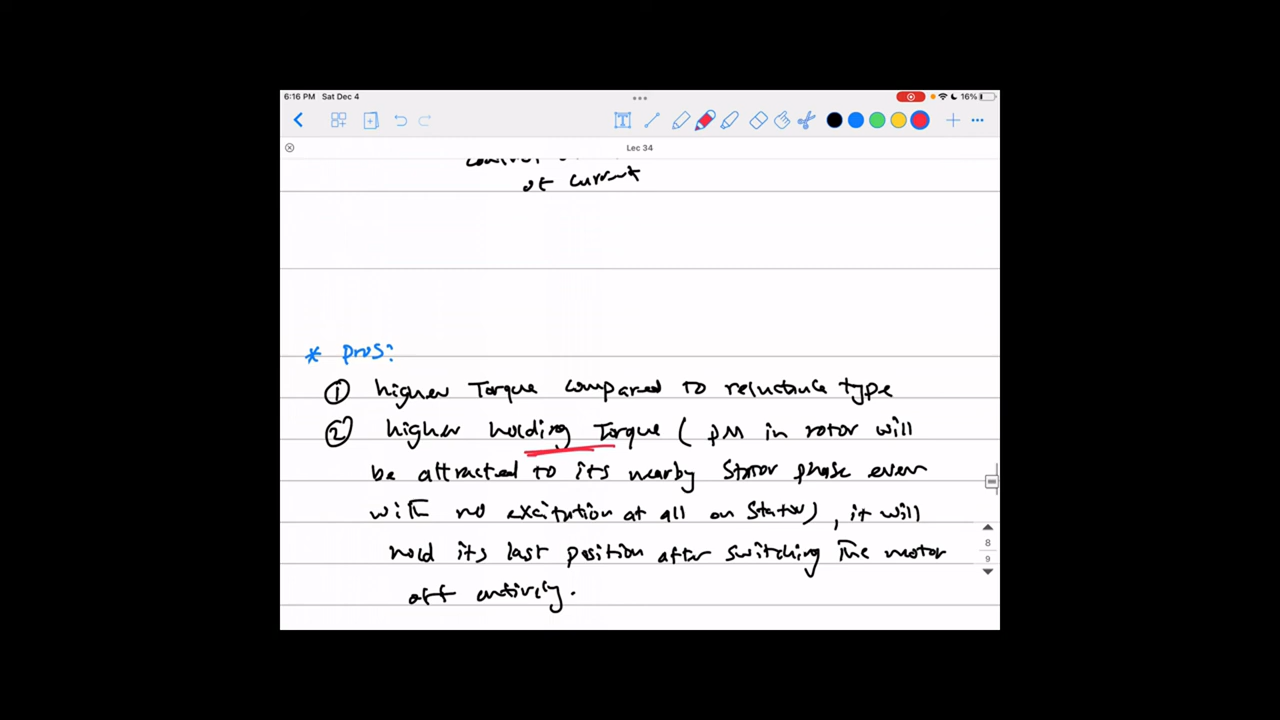 6:16 PM Sat Dec 4
16%
Lec 34
of current
* Pros:
① higher Torque compared to reluctance type
② higher holding Torque ( PM in rotor will
be attracted to its nearby Stator phase even
with no excitation at all on Stator), it will
hold its last position after switching the motor
off entirely.
8
9